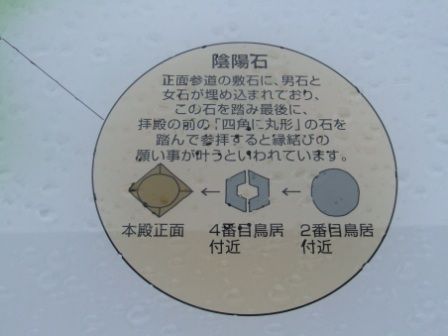 陰陽石
正面参道の敷石に、男石と
女石が埋め込まれており、
この石を踏み最後に、
拝殿の前の「四角に丸形」の石を
踏んで参拝すると縁結びの
願い事が叶うといわれています。
← ←
本殿正面 4番目鳥居 2番目鳥居
付近 付近